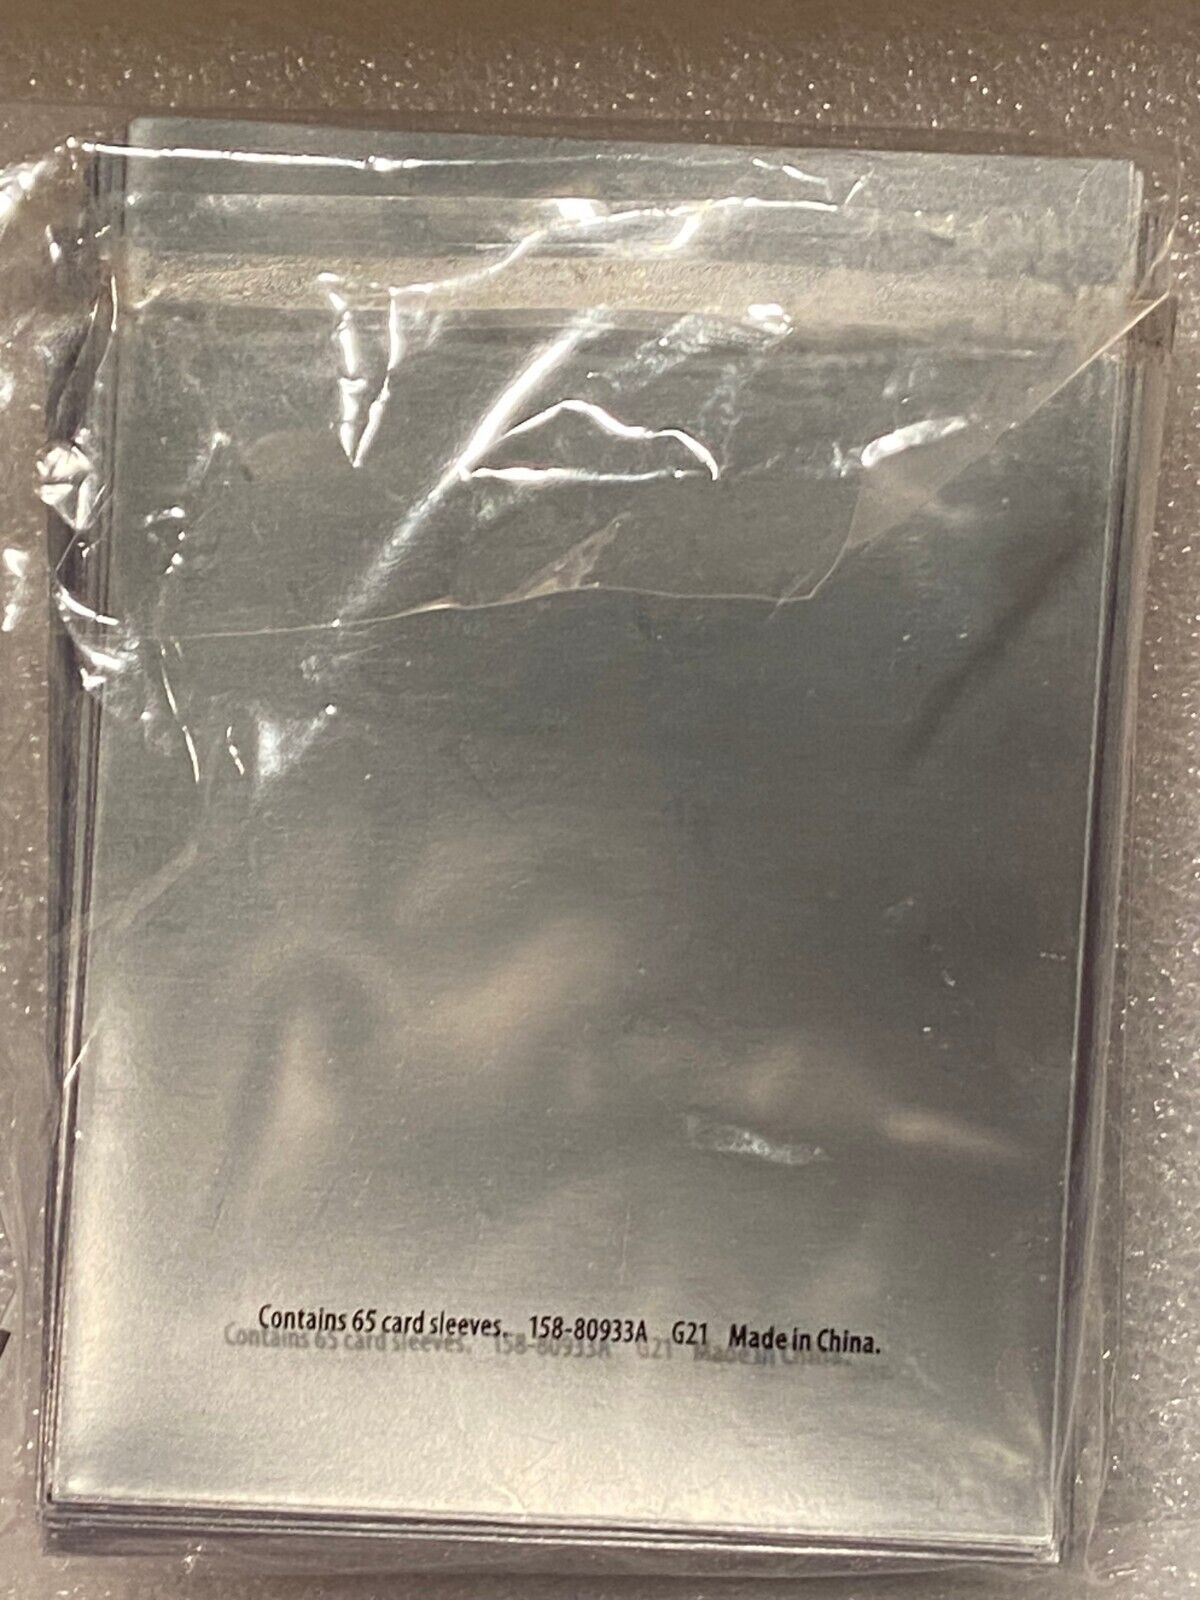 Contains 65 card sleeves. 158-80933A G21 Made in China.